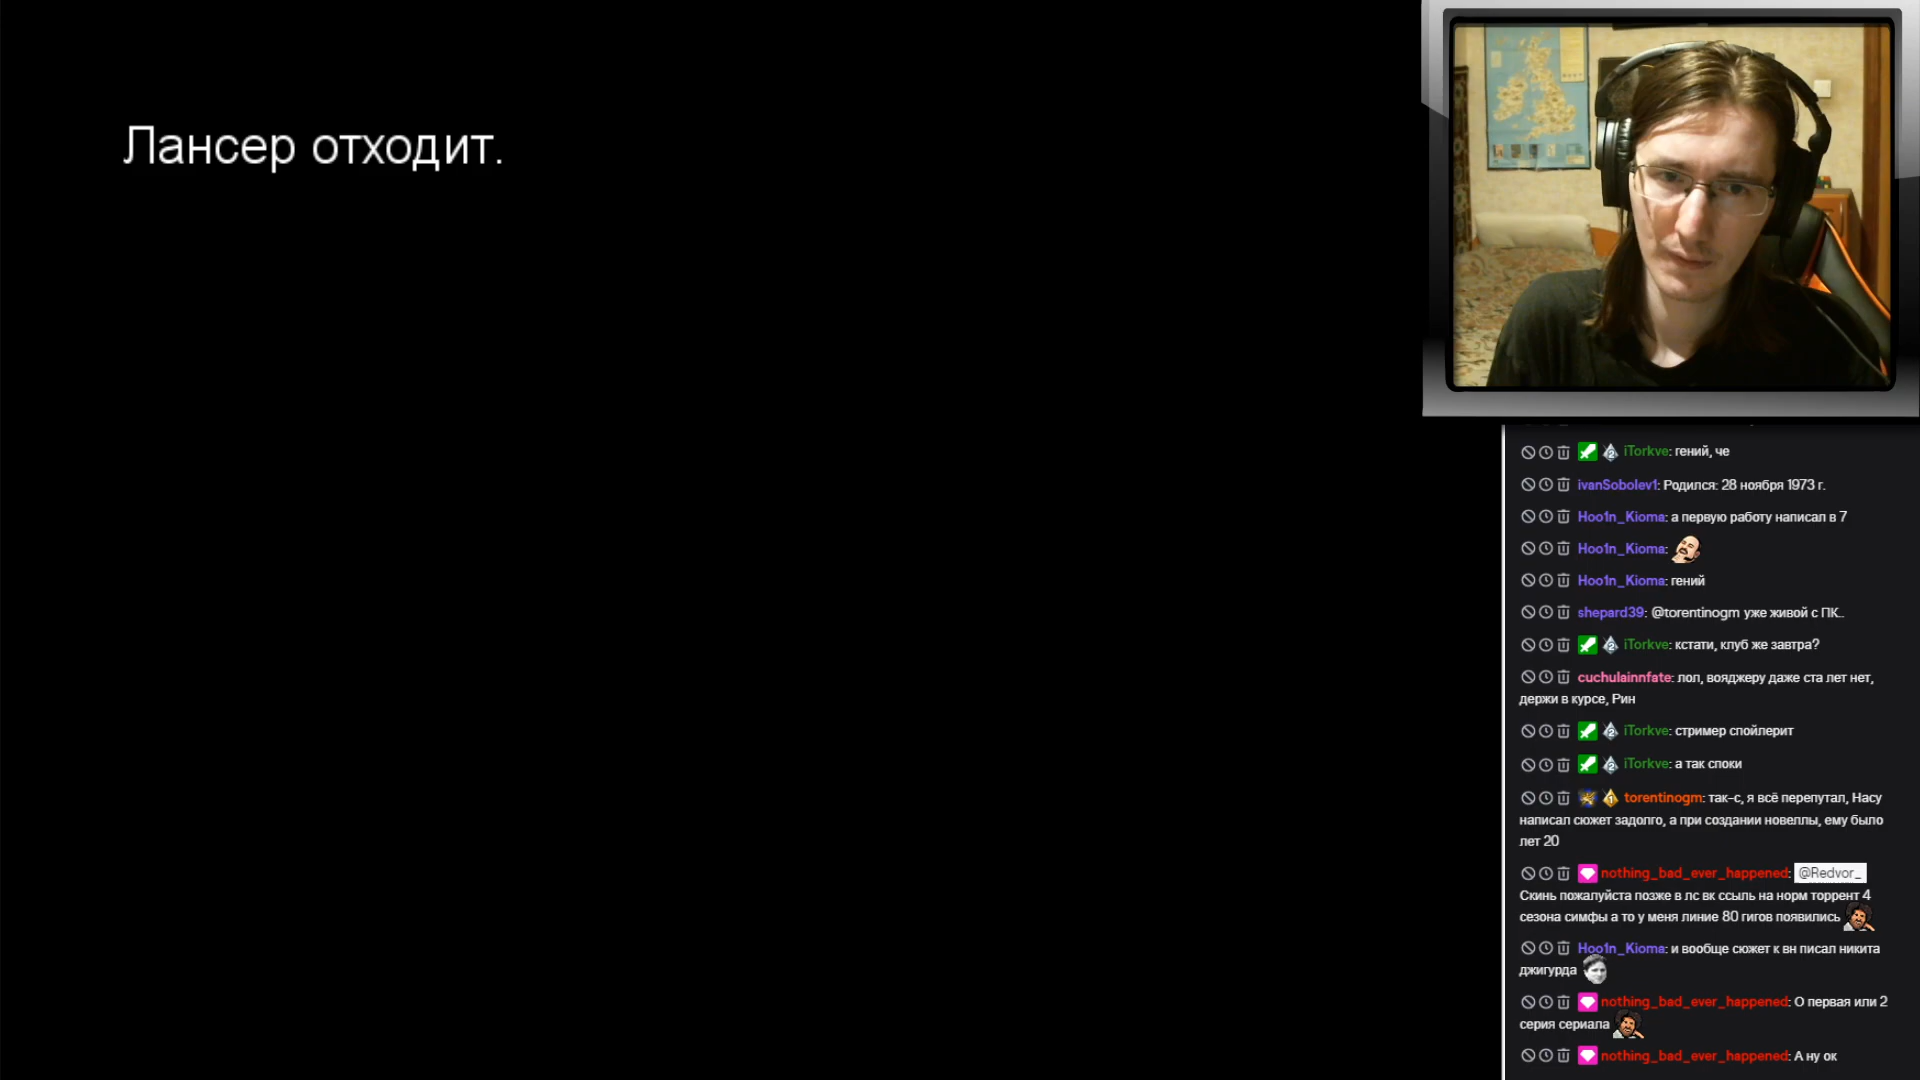 Лансер отходит.
iTorkve: гений, че
ivanSobolev1: Родился: 28 ноября 1973 г.
Hoo1n_Kioma: а первую работу написал в 7
Hoo1n_Kioma:
Hoo1n_Kioma: гений
shepard39: @torentinogm уже живой с ПК..
iTorkve: кстати, клуб же завтра?
cuchulainnfate: лол, вояджеру даже ста лет нет,
держи в курсе, Рин
iTorkve: стример спойлерит
iTorkve: а так споки
torentinogm: так-с, я всё перепутал, Насу
написал сюжет задолго, а при создании новеллы, ему было
лет 20
nothing_bad_ever_happened: @Redvor_
Скинь пожалуйста позже в лс вк ссыль на норм торрент 4
сезона симфы а то у меня линие 80 гигов появились
Hoo1n_Kioma: и вообще сюжет к вн писал никита
джигурда
nothing_bad_ever_happened: О первая или 2
серия сериала
nothing_bad_ever_happened: А ну ок